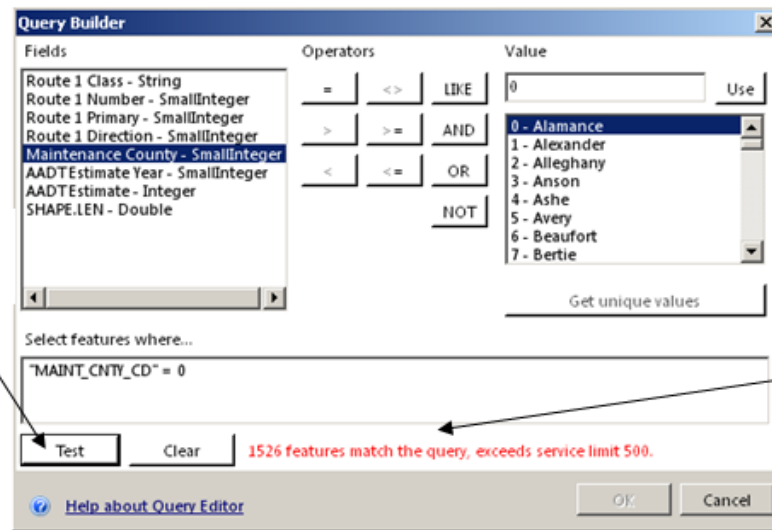 Query Builder
Fields
Operators
Value
Route 1 Class - String
Route 1 Number - SmallInteger
Route 1 Primary - SmallInteger
Route 1 Direction - SmallInteger
Maintenance County - SmallInteger
AADTEstimate Year - SmallInteger
AADTEstimate - Integer
SHAPE.LEN - Double
= <> LIKE
> >= AND
< <= OR
NOT
0 Use
0 - Alamance
1 - Alexander
2 - Alleghany
3 - Anson
4 - Ashe
5 - Avery
6 - Beaufort
7 - Bertie
Get unique values
Select features where...
"MAINT_CNTY_CD" = 0
Test Clear 1526 features match the query, exceeds service limit 500.
Help about Query Editor OK Cancel